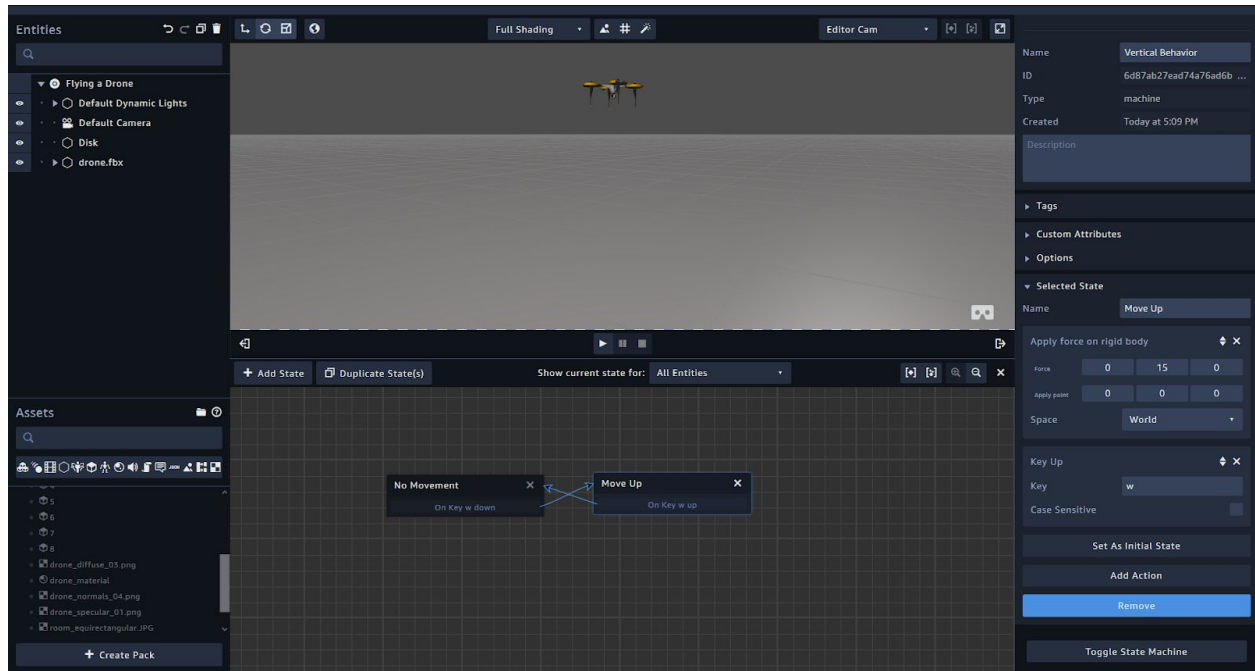 Entities
Full Shading
Editor Cam
Flying a Drone
Default Dynamic Lights
Default Camera
Disk
drone.fbx
Assets
JSON
5
6
7
8
drone_diffuse_03.png
drone_material
drone_normals_04.png
drone_specular_01.png
room_equirectangular.JPG
+ Create Pack
+ Add State
Duplicate State(s)
Show current state for: All Entities
No Movement
On Key w down
Move Up
On Key w up
Name Vertical Behavior
ID 6d87ab27ead74a76ad6b ...
Type machine
Created Today at 5:09 PM
Description
Tags
Custom Attributes
Options
Selected State
Name Move Up
Apply force on rigid body
Force 0 15 0
Apply point 0 0 0
Space World
Key Up
Key w
Case Sensitive
Set As Initial State
Add Action
Remove
Toggle State Machine